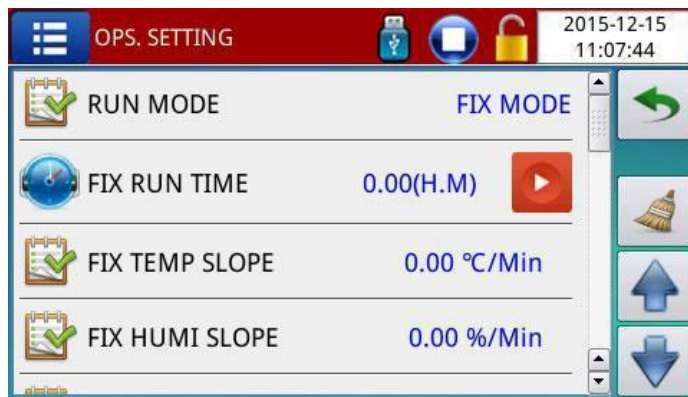 OPS. SETTING
2015-12-15
11:07:44
RUN MODE FIX MODE
FIX RUN TIME 0.00(H.M)
FIX TEMP SLOPE 0.00 ℃/Min
FIX HUMI SLOPE 0.00 %/Min